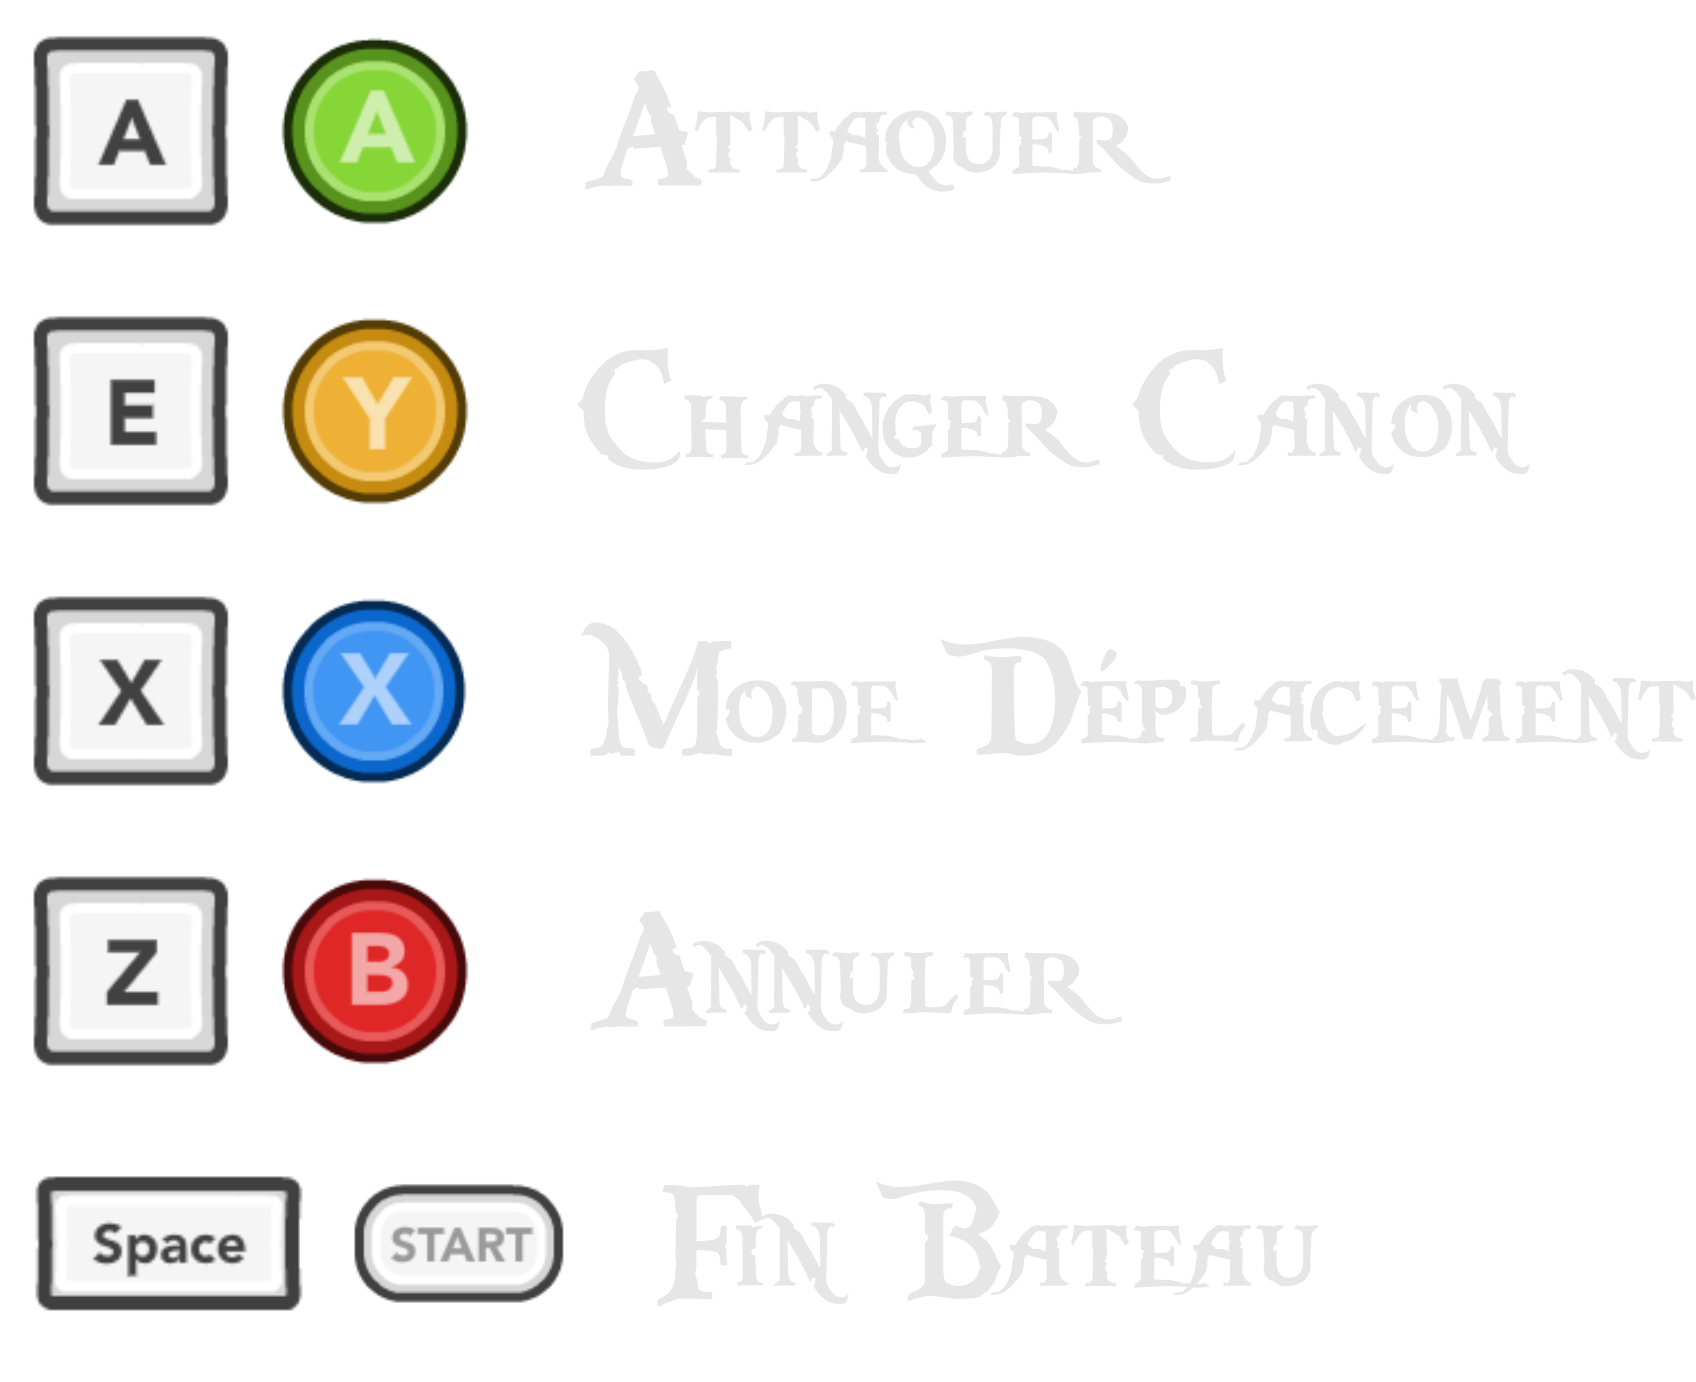 A A Attaquer
E Y Changer Canon
X X Mode Déplacement
Z B Annuler
Space START Fin Bateau